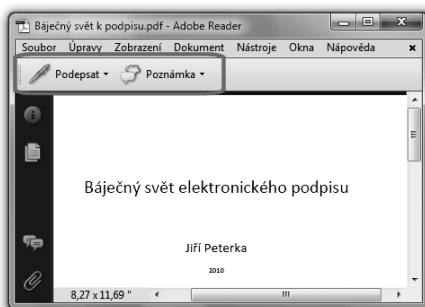 Báječný svět k podpisu.pdf - Adobe Reader
Soubor Úpravy Zobrazení Dokument Nástroje Okna Nápověda
Podepsat Poznámka
Báječný svět elektronického podpisu
Jiří Peterka
2010
8,27 x 11,69 "